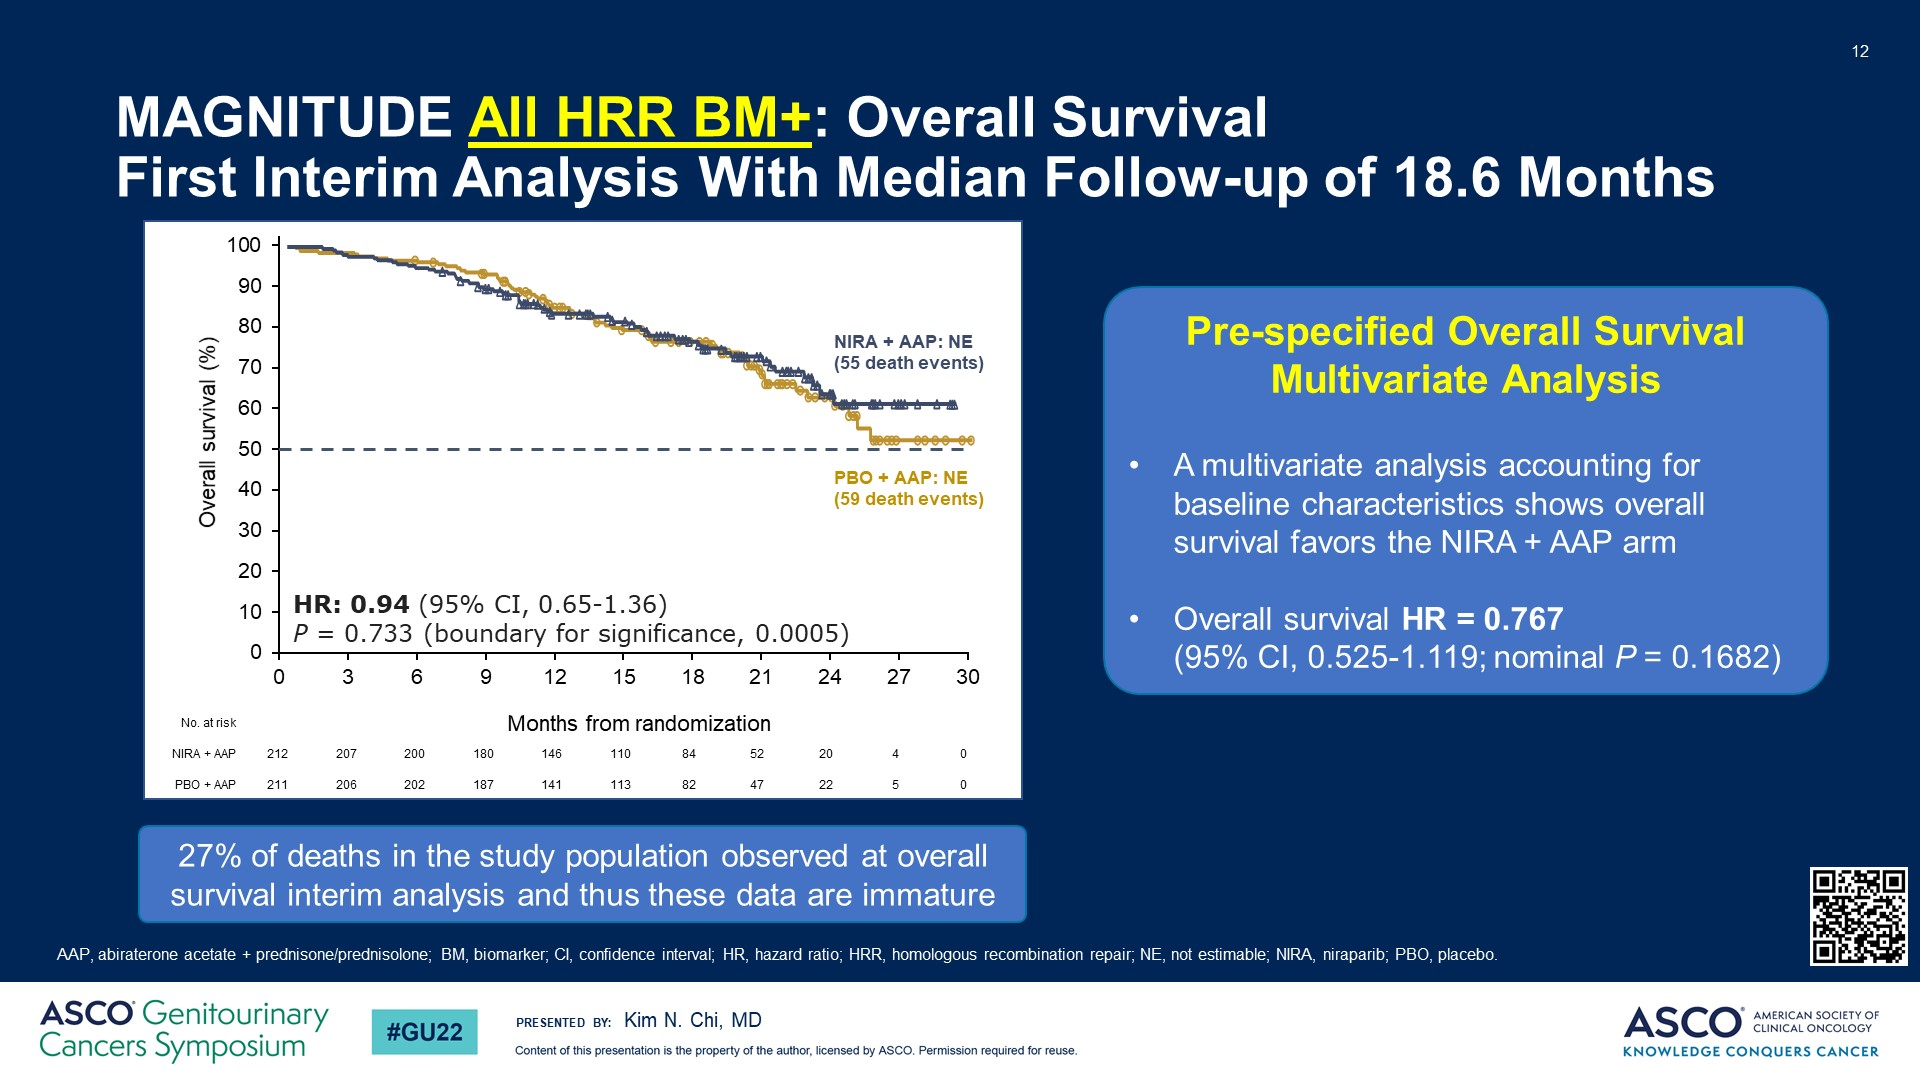 12
MAGNITUDE All HRR BM+: Overall Survival
First Interim Analysis With Median Follow-up of 18.6 Months
Overall survival (%)
100
90
80
70
60
50
40
30
20
10
0
NIRA + AAP: NE
(55 death events)
PBO + AAP: NE
(59 death events)
HR: 0.94 (95% CI, 0.65-1.36)
P = 0.733 (boundary for significance, 0.0005)
0 3 6 9 12 15 18 21 24 27 30
Months from randomization
No. at risk
NIRA + AAP 212 207 200 180 146 110 84 52 20 4 0
PBO + AAP 211 206 202 187 141 113 82 47 22 5 0
27% of deaths in the study population observed at overall
survival interim analysis and thus these data are immature
Pre-specified Overall Survival
Multivariate Analysis
• A multivariate analysis accounting for
baseline characteristics shows overall
survival favors the NIRA + AAP arm
• Overall survival HR = 0.767
(95% CI, 0.525-1.119; nominal P = 0.1682)
AAP, abiraterone acetate + prednisone/prednisolone; BM, biomarker; CI, confidence interval; HR, hazard ratio; HRR, homologous recombination repair; NE, not estimable; NIRA, niraparib; PBO, placebo.
ASCO® Genitourinary
Cancers Symposium
#GU22
PRESENTED BY: Kim N. Chi, MD
Content of this presentation is the property of the author, licensed by ASCO. Permission required for reuse.
ASCO® AMERICAN SOCIETY OF
CLINICAL ONCOLOGY
KNOWLEDGE CONQUERS CANCER